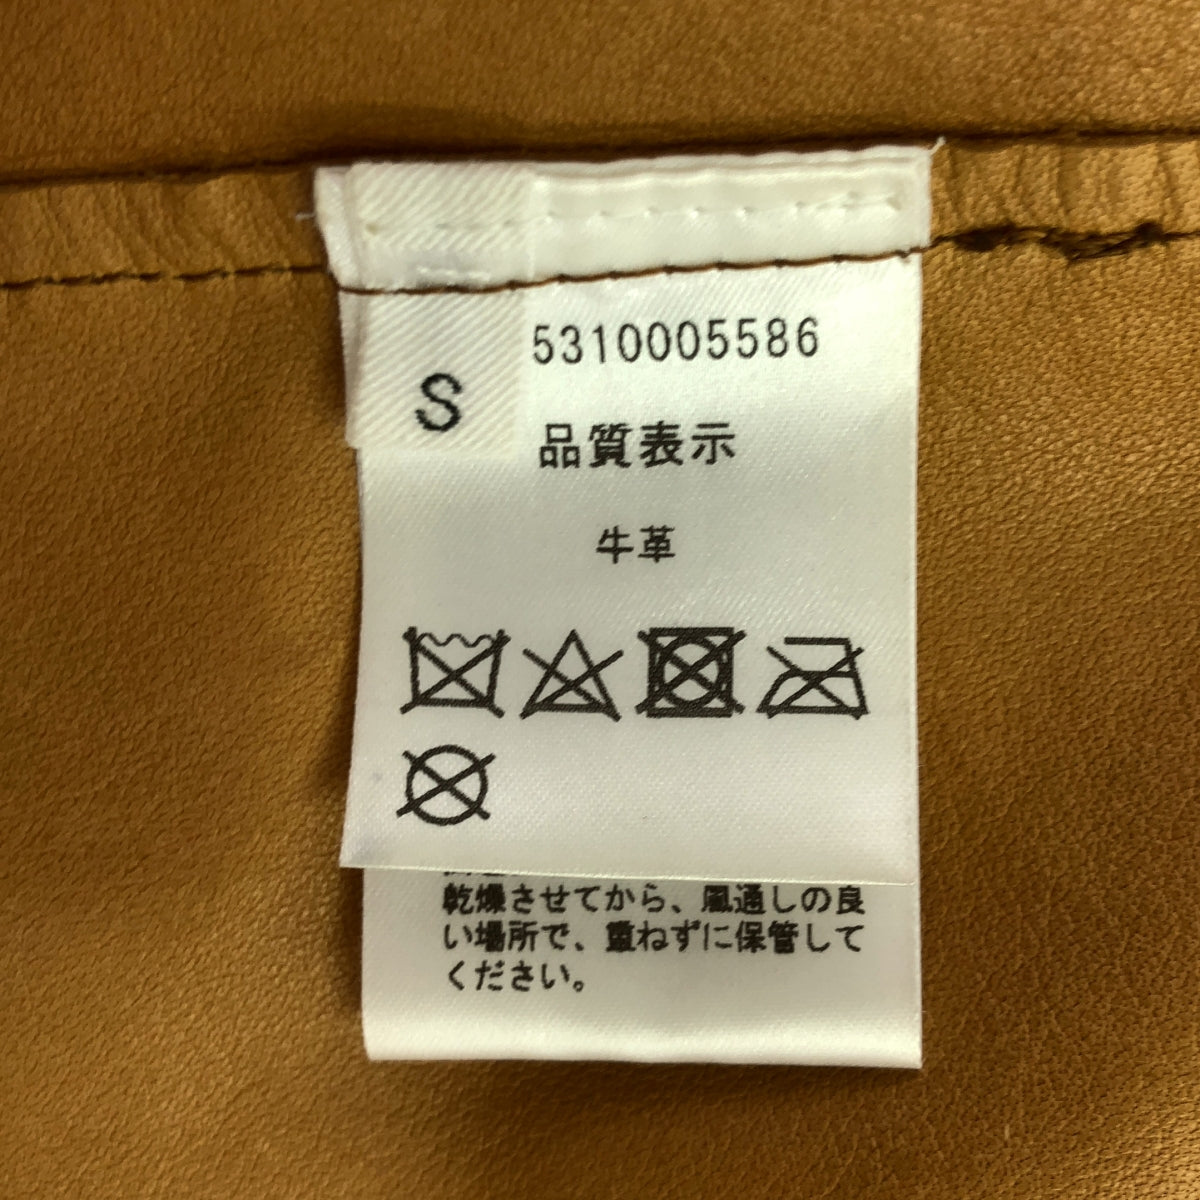 S
5310005586
品質表示
牛革
乾燥させてから、風通しの良
い場所で、重ねずに保管して
ください。